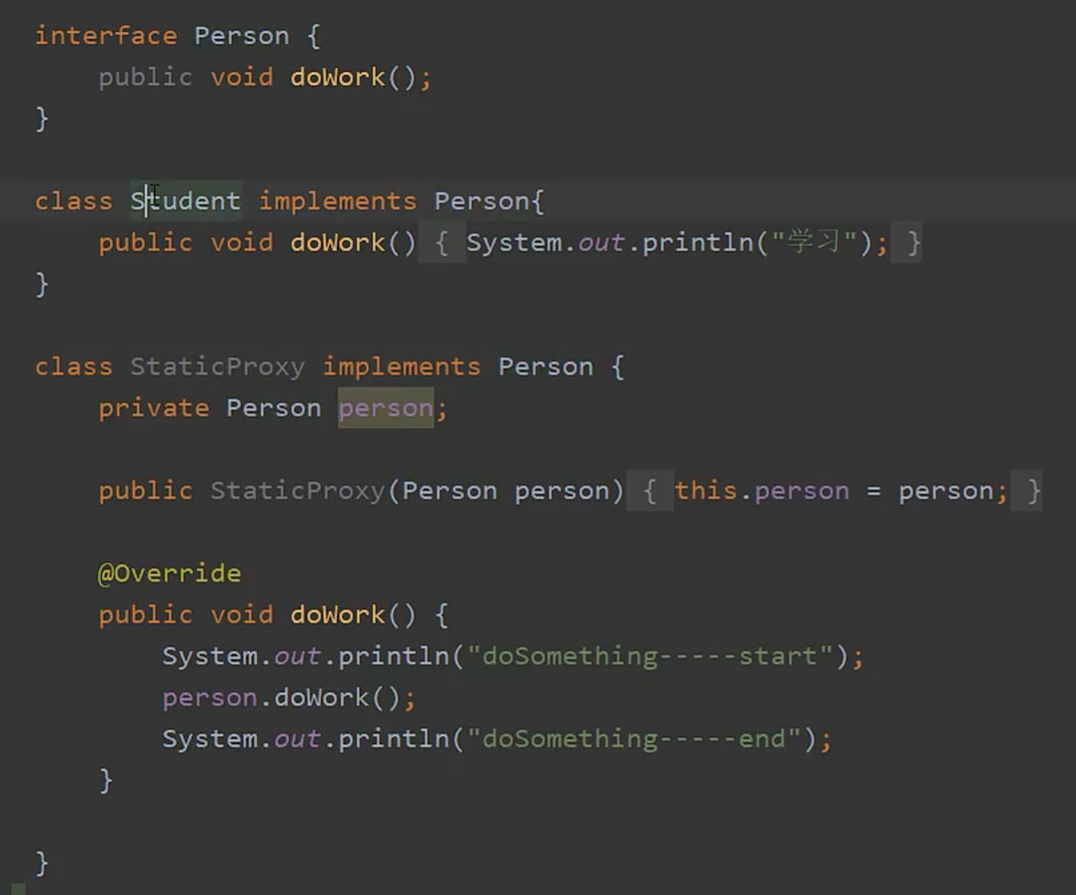 interface Person {
    public void doWork();
}
class Student implements Person{
    public void doWork() { System.out.println("学习"); }
}
class StaticProxy implements Person {
    private Person person;
    public StaticProxy(Person person) { this.person = person; }
    @Override
    public void doWork() {
        System.out.println("doSomething-----start");
        person.doWork();
        System.out.println("doSomething-----end");
    }
}